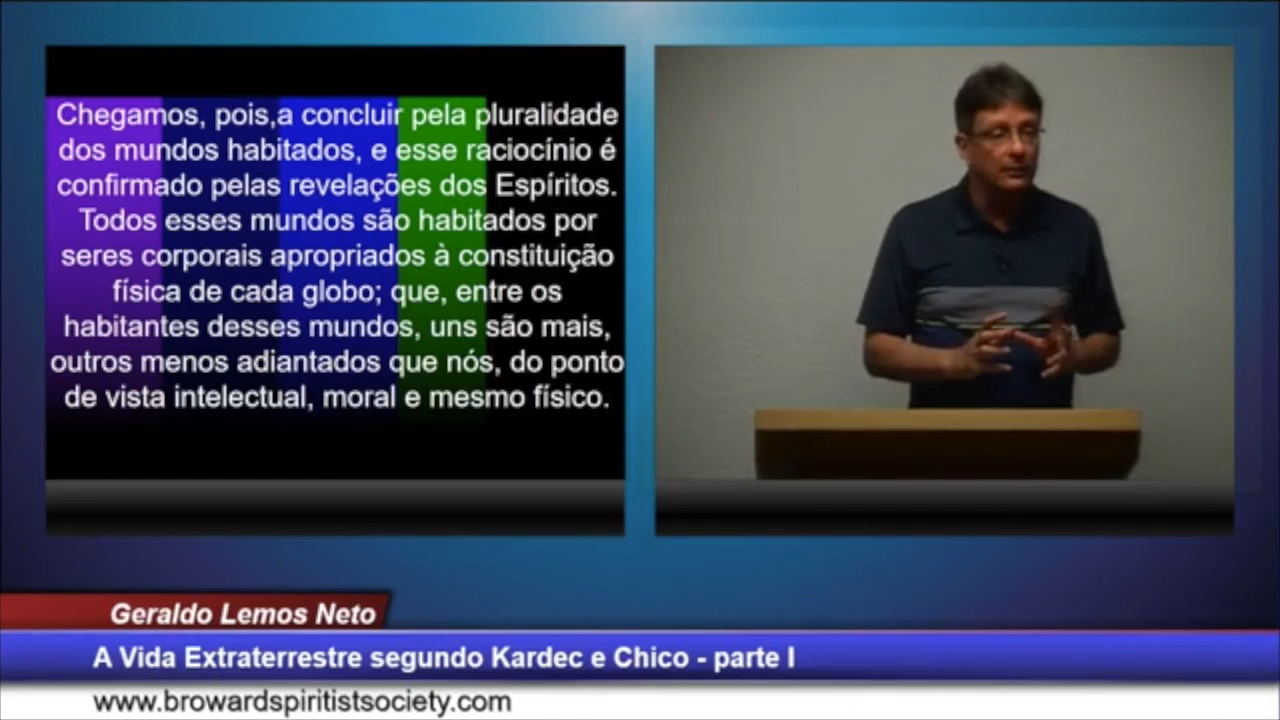 Chegamos, pois,a concluir pela pluralidade
dos mundos habitados, e esse raciocínio é
confirmado pelas revelações dos Espíritos.
Todos esses mundos são habitados por
seres corporais apropriados à constituição
física de cada globo; que, entre os
habitantes desses mundos, uns são mais,
outros menos adiantados que nós, do ponto
de vista intelectual, moral e mesmo físico.
Geraldo Lemos Neto
A Vida Extraterrestre segundo Kardec e Chico - parte I
www.browardspiritistsociety.com